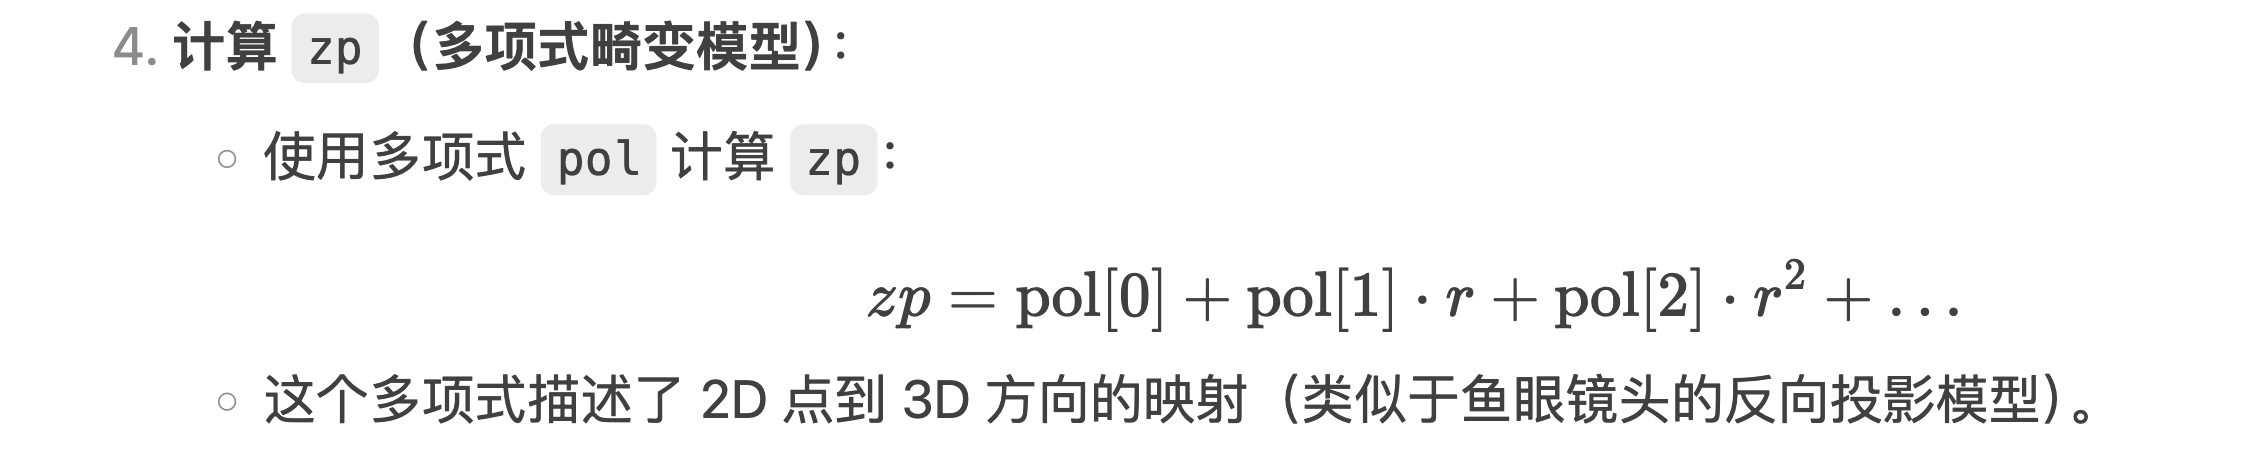 4. 计算 zp（多项式畸变模型）：
○ 使用多项式 pol 计算 zp：
zp = pol[0] + pol[1] · r + pol[2] · r² + …
○ 这个多项式描述了 2D 点到 3D 方向的映射（类似于鱼眼镜头的反向投影模型）。